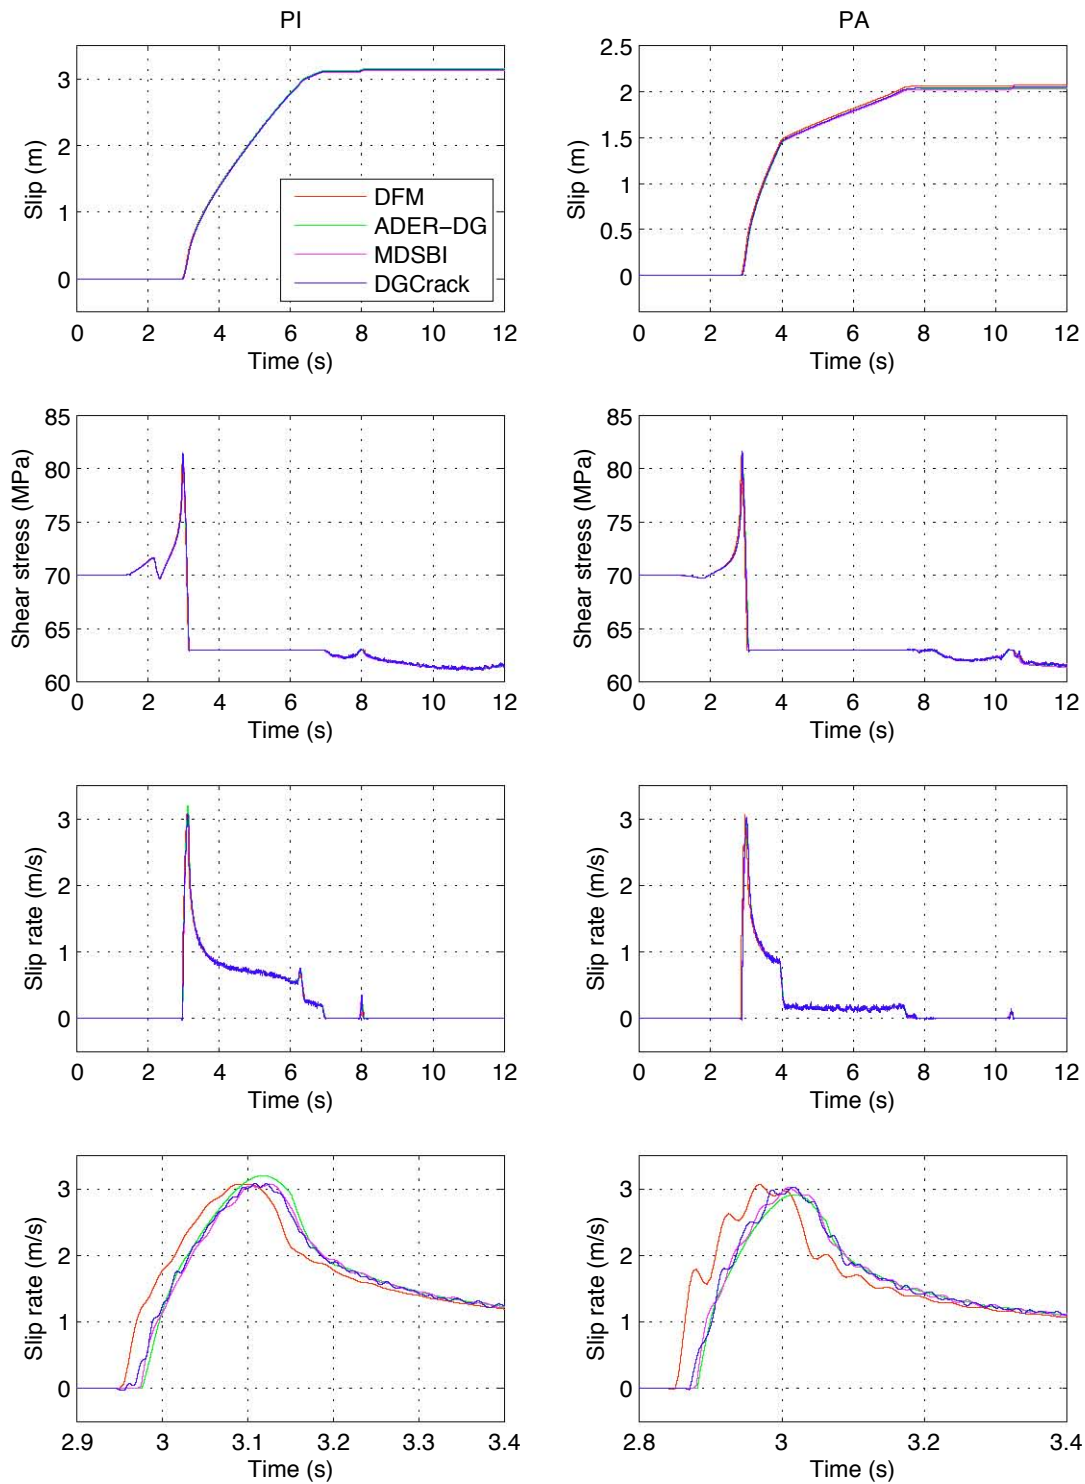 PI
PA
3
2
1
0
Slip (m)
DFM
ADER−DG
MDSBI
DGCrack
0 2 4 6 8 10 12
Time (s)
2.5
2
1.5
1
0.5
0
Slip (m)
0 2 4 6 8 10 12
Time (s)
85
80
75
70
65
60
Shear stress (MPa)
0 2 4 6 8 10 12
Time (s)
85
80
75
70
65
60
Shear stress (MPa)
0 2 4 6 8 10 12
Time (s)
3
2
1
0
Slip rate (m/s)
0 2 4 6 8 10 12
Time (s)
3
2
1
0
Slip rate (m/s)
0 2 4 6 8 10 12
Time (s)
3
2
1
0
Slip rate (m/s)
2.9 3 3.1 3.2 3.3 3.4
Time (s)
3
2
1
0
Slip rate (m/s)
2.8 3 3.2 3.4
Time (s)